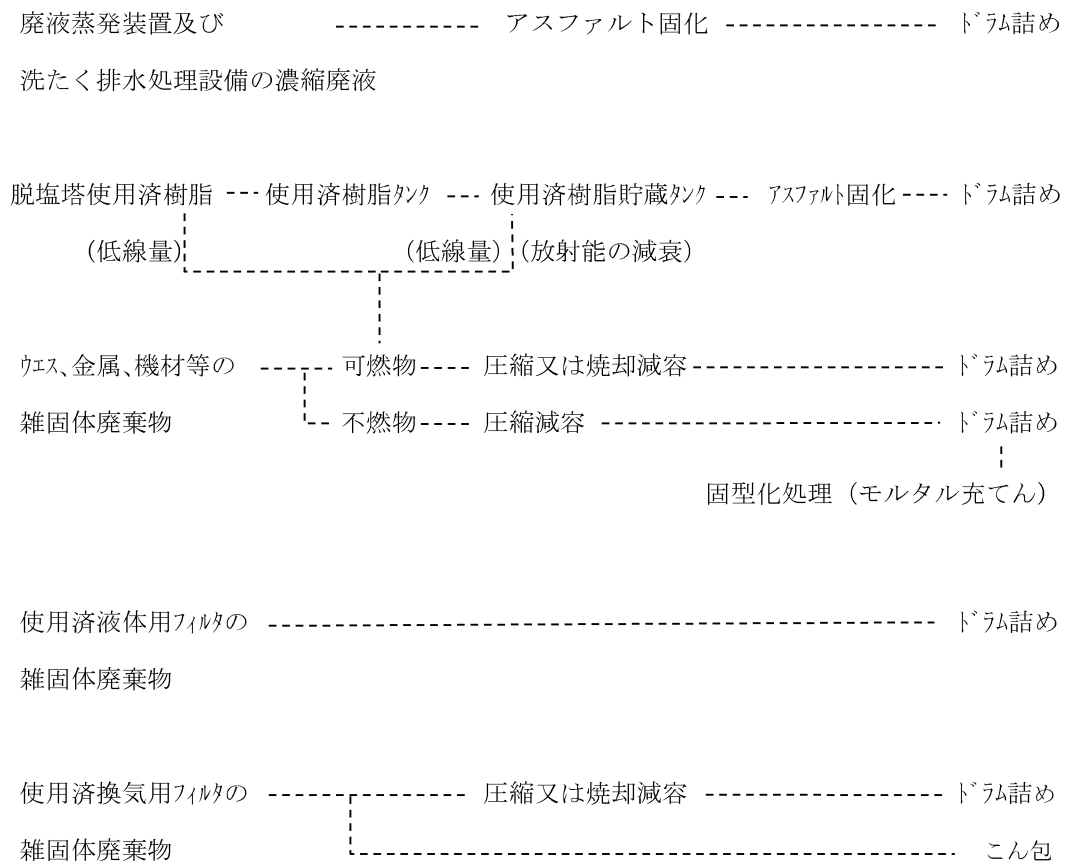 廃液蒸発装置及び アスファルト固化 ﾄﾞﾗﾑ詰め
洗たく排水処理設備の濃縮廃液
脱塩塔使用済樹脂 使用済樹脂ﾀﾝｸ 使用済樹脂貯蔵ﾀﾝｸ ｱｽﾌｧﾙﾄ固化 ﾄﾞﾗﾑ詰め
(低線量) (低線量) (放射能の減衰)
ｳｴｽ、金属、機材等の 可燃物 圧縮又は焼却減容 ﾄﾞﾗﾑ詰め
雑固体廃棄物 不燃物 圧縮減容 ﾄﾞﾗﾑ詰め
固型化処理（モルタル充てん）
使用済液体用ﾌｨﾙﾀの ﾄﾞﾗﾑ詰め
雑固体廃棄物
使用済換気用ﾌｨﾙﾀの 圧縮又は焼却減容 ﾄﾞﾗﾑ詰め
雑固体廃棄物 こん包